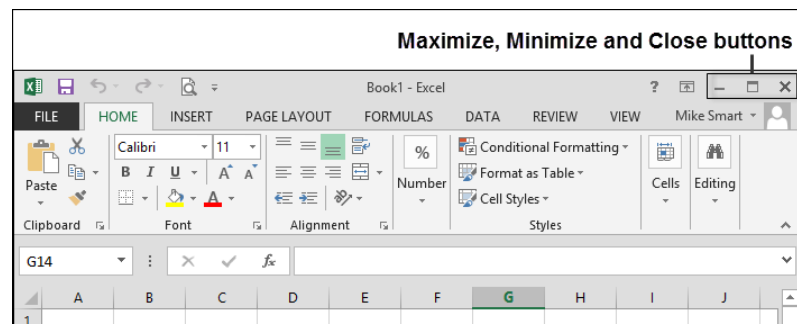 Maximize, Minimize and Close buttons
Book1 - Excel ?
FILE HOME INSERT PAGE LAYOUT FORMULAS DATA REVIEW VIEW Mike Smart
Calibri 11 % Conditional Formatting
B I U A A Format as Table
Paste Number Cells Editing
A Cell Styles
Clipboard Font Alignment Styles
G14 fx
A B C D E F G H I J
1